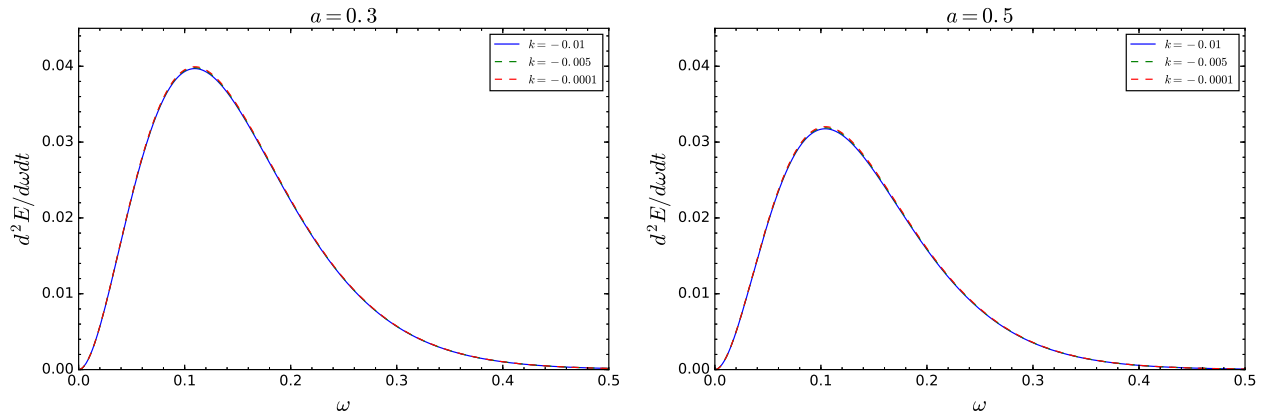 a = 0.3
k = −0.01
k = −0.005
k = −0.0001
0.04
0.03
0.02
0.01
0.00
d²E/dωdt
0.0 0.1 0.2 0.3 0.4 0.5
ω
a = 0.5
k = −0.01
k = −0.005
k = −0.0001
0.04
0.03
0.02
0.01
0.00
d²E/dωdt
0.0 0.1 0.2 0.3 0.4 0.5
ω